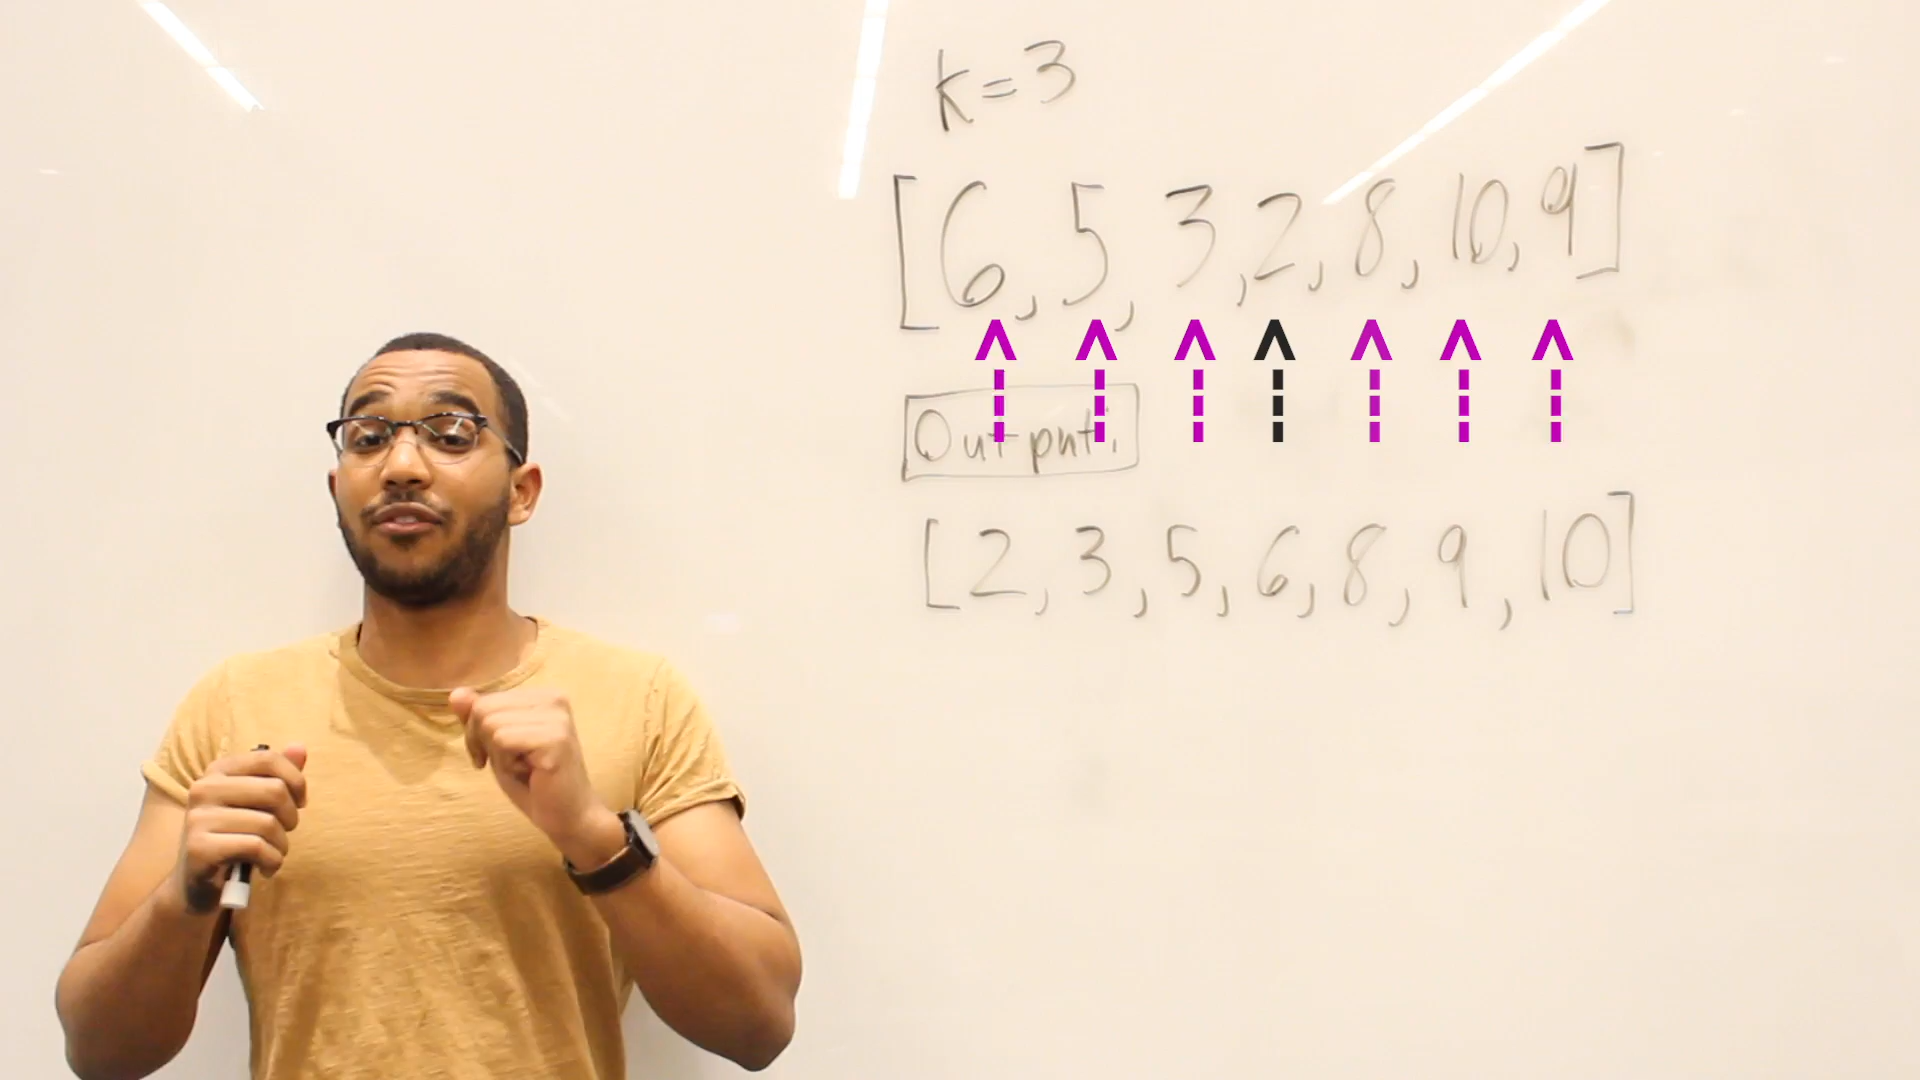 k=3
[6, 5, 3, 2, 8, 10, 9]
Output:
[2, 3, 5, 6, 8, 9, 10]